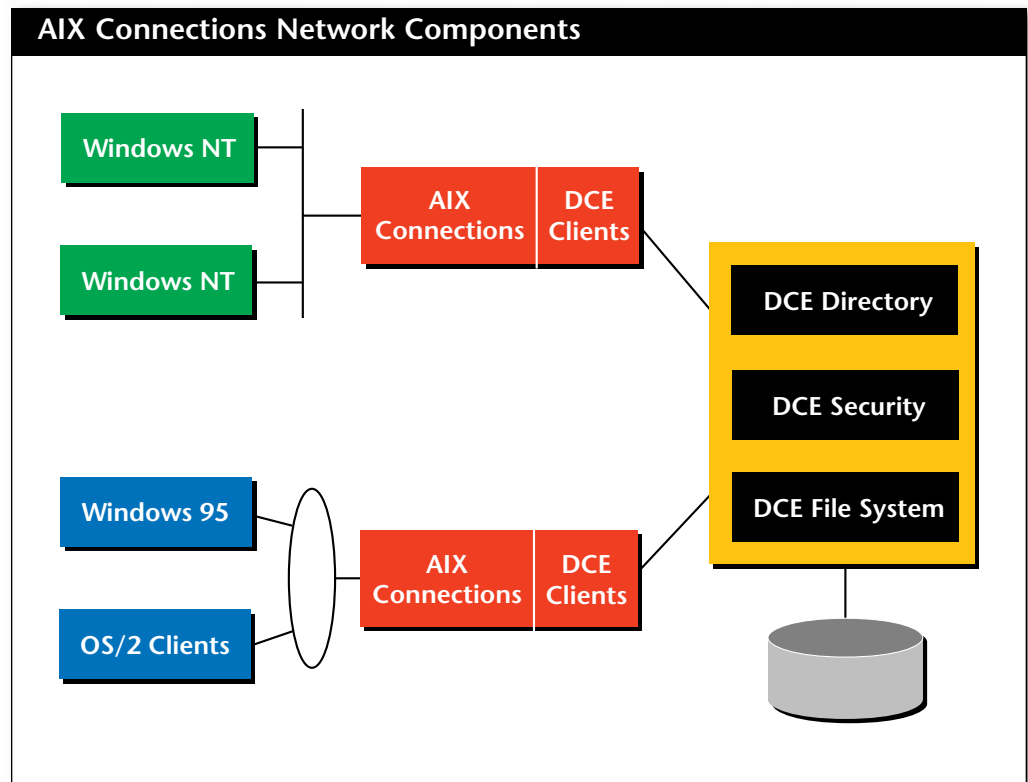 AIX Connections Network Components
Windows NT
Windows NT
AIX
Connections
DCE
Clients
DCE Directory
DCE Security
DCE File System
Windows 95
OS/2 Clients
AIX
Connections
DCE
Clients